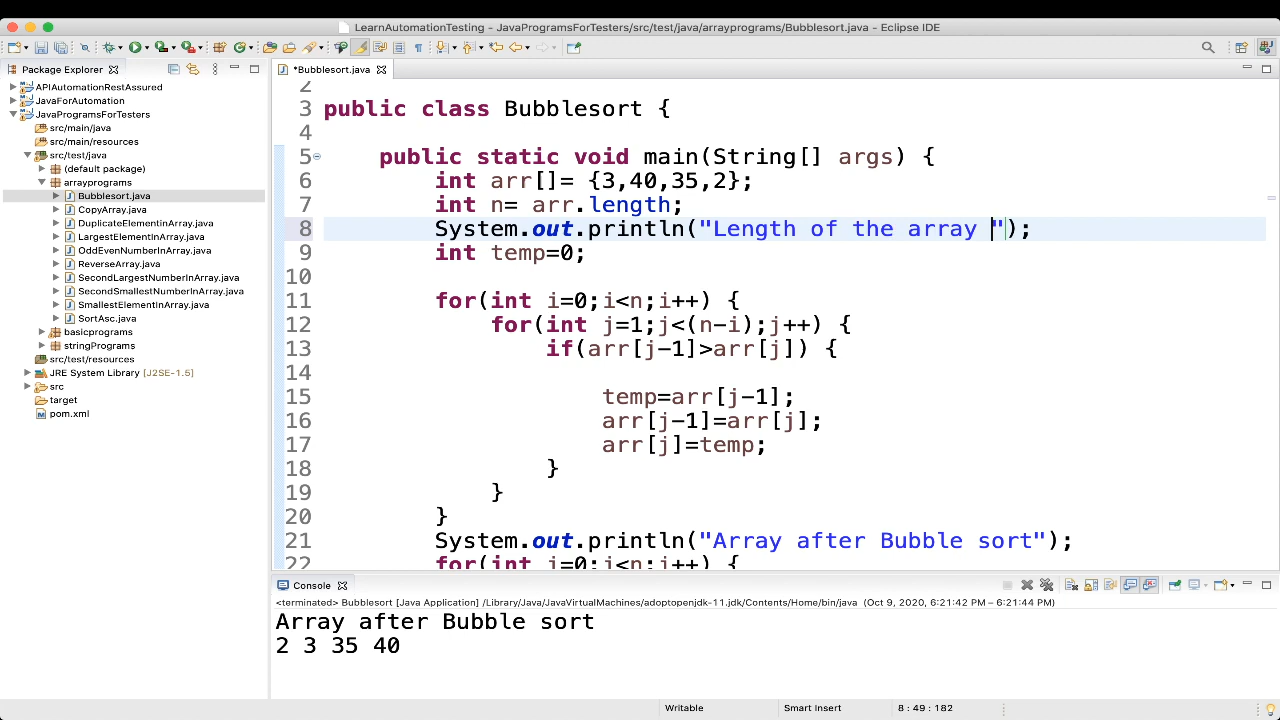 LearnAutomationTesting – JavaProgramsForTesters/src/test/java/arrayprograms/Bubblesort.java – Eclipse IDE
Package Explorer
*Bubblesort.java
APIAutomationRestAssured
JavaForAutomation
JavaProgramsForTesters
src/main/java
src/main/resources
src/test/java
(default package)
arrayprograms
Bubblesort.java
CopyArray.java
DuplicateElementinArray.java
LargestElementInArray.java
OddEvenNumberInArray.java
ReverseArray.java
SecondLargestNumberInArray.java
SecondSmallestNumberInArray.java
SmallestElementInArray.java
SortAsc.java
basicprograms
stringPrograms
src/test/resources
JRE System Library [J2SE-1.5]
src
target
pom.xml
2
3 public class Bubblesort {
4
5 public static void main(String[] args) {
6 int arr[]= {3,40,35,2};
7 int n= arr.length;
8 System.out.println("Length of the array ");
9 int temp=0;
10
11 for(int i=0;i<n;i++) {
12 for(int j=1;j<(n-i);j++) {
13 if(arr[j-1]>arr[j]) {
14
15 temp=arr[j-1];
16 arr[j-1]=arr[j];
17 arr[j]=temp;
18 }
19 }
20 }
21 System.out.println("Array after Bubble sort");
22 for(int i=0;i<n;i++) {
Console
<terminated> Bubblesort [Java Application] /Library/Java/JavaVirtualMachines/adoptopenjdk-11.jdk/Contents/Home/bin/java (Oct 9, 2020, 6:21:42 PM – 6:21:44 PM)
Array after Bubble sort
2 3 35 40
Writable
Smart Insert
8 : 49 : 182